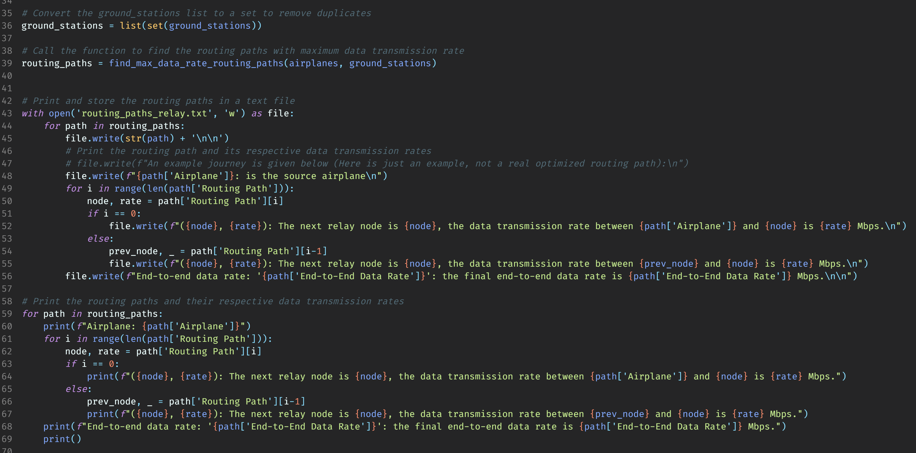 34
35 # Convert the ground_stations list to a set to remove duplicates
36 ground_stations = list(set(ground_stations))
37
38 # Call the function to find the routing paths with maximum data transmission rate
39 routing_paths = find_max_data_rate_routing_paths(airplanes, ground_stations)
40
41
42 # Print and store the routing paths in a text file
43 with open('routing_paths_relay.txt', 'w') as file:
44     for path in routing_paths:
45         file.write(str(path) + '\n\n')
46         # Print the routing path and its respective data transmission rates
47         # file.write(f"An example journey is given below (Here is just an example, not a real optimized routing path):\n")
48         file.write(f"{path['Airplane']}: is the source airplane\n")
49         for i in range(len(path['Routing Path'])):
50             node, rate = path['Routing Path'][i]
51             if i == 0:
52                 file.write(f"({node}, {rate}): The next relay node is {node}, the data transmission rate between {path['Airplane']} and {node} is {rate} Mbps.\n")
53             else:
54                 prev_node, _ = path['Routing Path'][i-1]
55                 file.write(f"({node}, {rate}): The next relay node is {node}, the data transmission rate between {prev_node} and {node} is {rate} Mbps.\n")
56         file.write(f"End-to-end data rate: '{path['End-to-End Data Rate']}': the final end-to-end data rate is {path['End-to-End Data Rate']} Mbps.\n\n")
57
58 # Print the routing paths and their respective data transmission rates
59 for path in routing_paths:
60     print(f"Airplane: {path['Airplane']}")
61     for i in range(len(path['Routing Path'])):
62         node, rate = path['Routing Path'][i]
63         if i == 0:
64             print(f"({node}, {rate}): The next relay node is {node}, the data transmission rate between {path['Airplane']} and {node} is {rate} Mbps.")
65         else:
66             prev_node, _ = path['Routing Path'][i-1]
67             print(f"({node}, {rate}): The next relay node is {node}, the data transmission rate between {prev_node} and {node} is {rate} Mbps.")
68     print(f"End-to-end data rate: '{path['End-to-End Data Rate']}': the final end-to-end data rate is {path['End-to-End Data Rate']} Mbps.")
69     print()
70